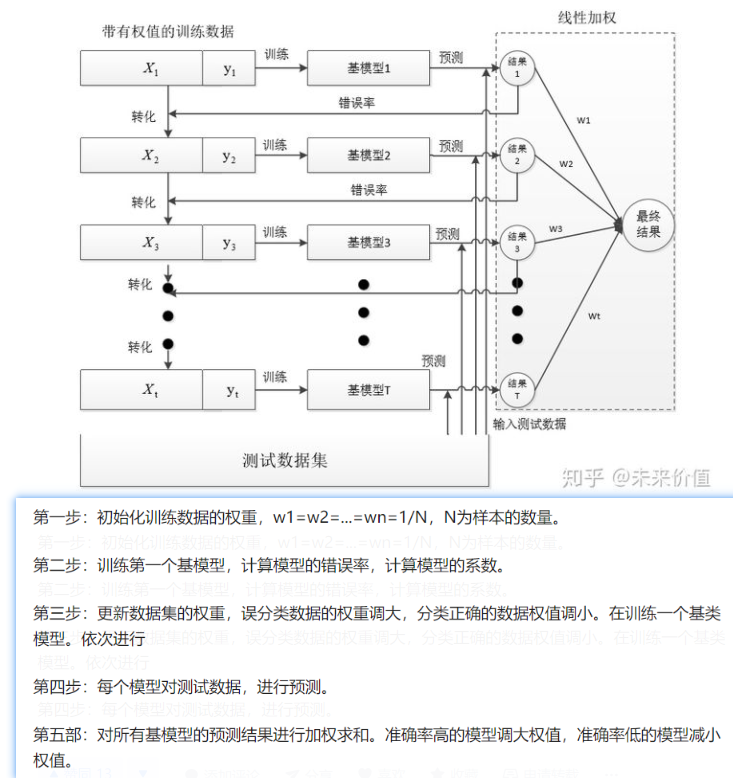 线性加权
带有权值的训练数据
X1 y1 训练 基模型1 预测 结果1
错误率
转化
W1
X2 y2 训练 基模型2 预测 结果2
W2
错误率
转化
X3 y3 训练 基模型3 预测 结果3
W3
最终结果
转化
Wt
转化
预测
Xt yt 训练 基模型T 结果T
输入测试数据
测试数据集
知乎 @未来价值
第一步：初始化训练数据的权重，w1=w2=...=wn=1/N，N为样本的数量。
第二步：训练第一个基模型，计算模型的错误率，计算模型的系数。
第三步：更新数据集的权重，误分类数据的权重调大，分类正确的数据权值调小。在训练一个基类
模型。依次进行
第四步：每个模型对测试数据，进行预测。
第五部：对所有基模型的预测结果进行加权求和。准确率高的模型调大权值，准确率低的模型减小
权值。